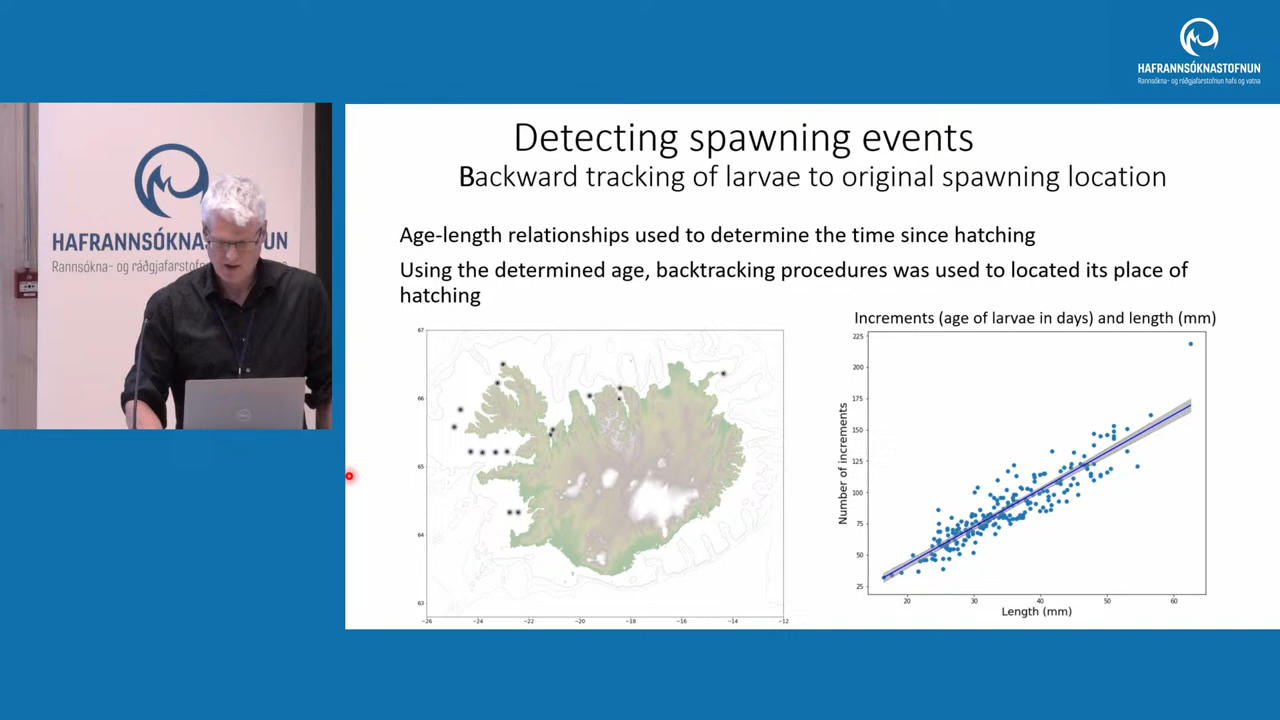 HAFRANNSÓKNASTOFNUN
Rannsókna- og ráðgjafarstofnun hafs og vatna
HAFRANNSÓKNA UN
Rannsókna- og ráðgjafarstofnun
Detecting spawning events
Backward tracking of larvae to original spawning location
Age-length relationships used to determine the time since hatching
Using the determined age, backtracking procedures was used to located its place of
hatching
67
66
65
64
63
−26
−24
−22
−20
−18
−16
−14
−12
Increments (age of larvae in days) and length (mm)
Number of increments
225
200
175
150
125
100
75
50
25
20
30
40
50
60
Length (mm)